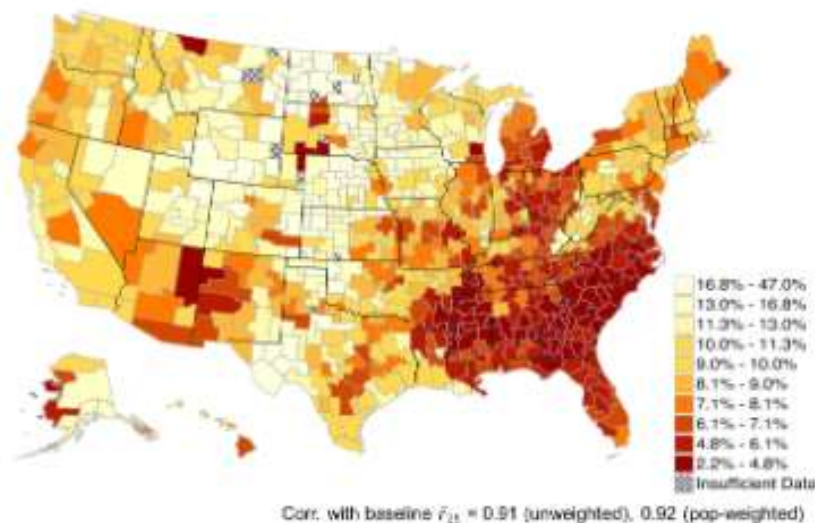 16.8% - 47.0%
13.0% - 16.8%
11.3% - 13.0%
10.0% - 11.3%
9.0% - 10.0%
8.1% - 9.0%
7.1% - 8.1%
6.1% - 7.1%
4.8% - 6.1%
2.2% - 4.8%
Insufficient Data
Corr. with baseline r̄₂₅ = 0.91 (unweighted), 0.92 (pop-weighted)